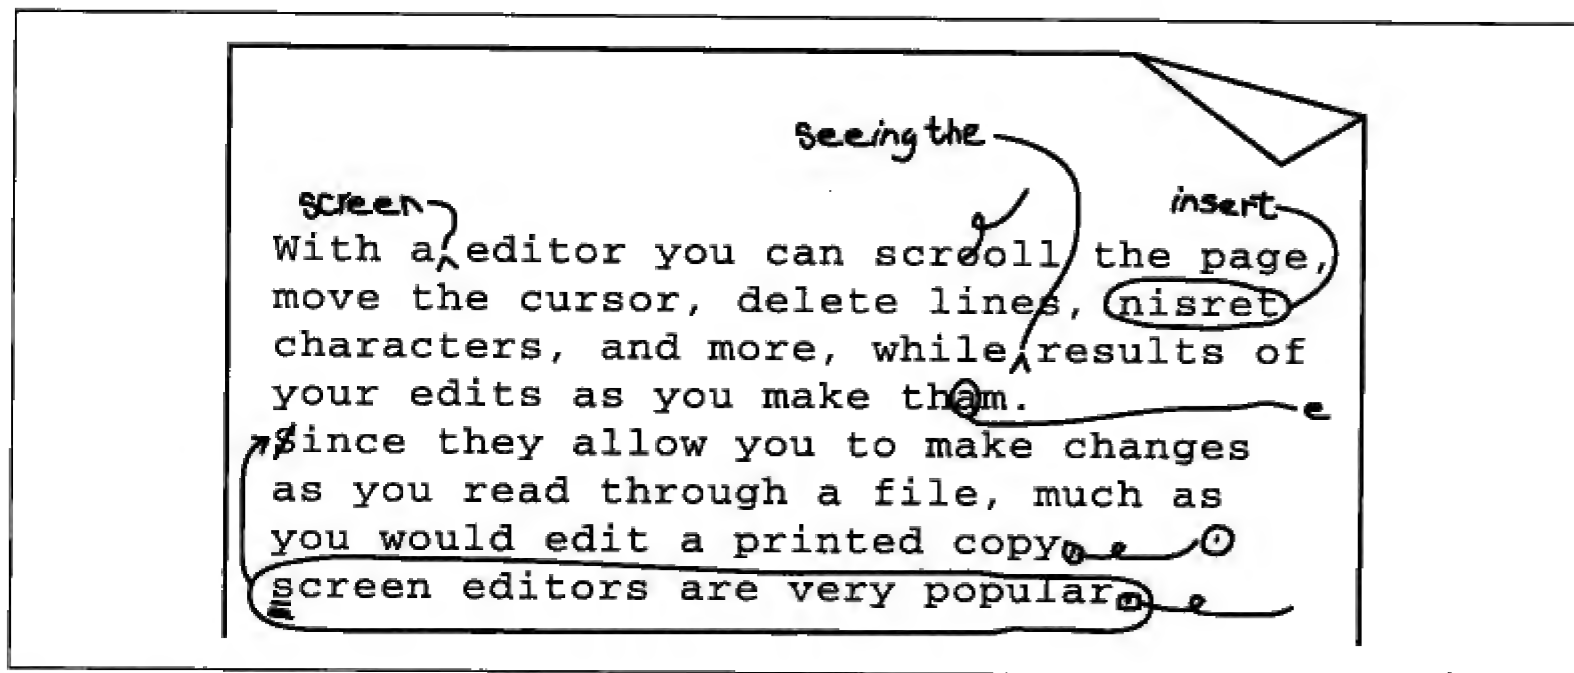 seeing the
screen insert
With a editor you can scrooll the page,
move the cursor, delete lines, nisret
characters, and more, while results of
your edits as you make tham.
e
Since they allow you to make changes
as you read through a file, much as
you would edit a printed copy
screen editors are very popular